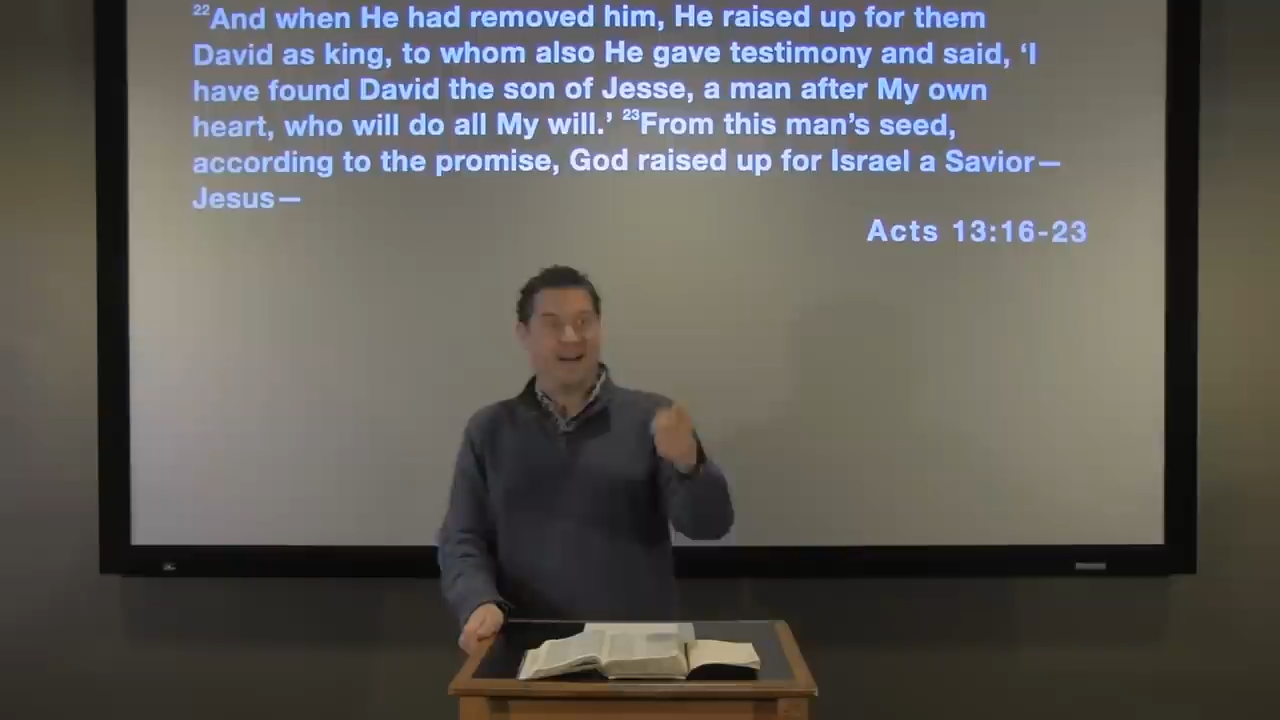 ²²And when He had removed him, He raised up for them
David as king, to whom also He gave testimony and said, ‘I
have found David the son of Jesse, a man after My own
heart, who will do all My will.’ ²³From this man’s seed,
according to the promise, God raised up for Israel a Savior—
Jesus—
Acts 13:16-23